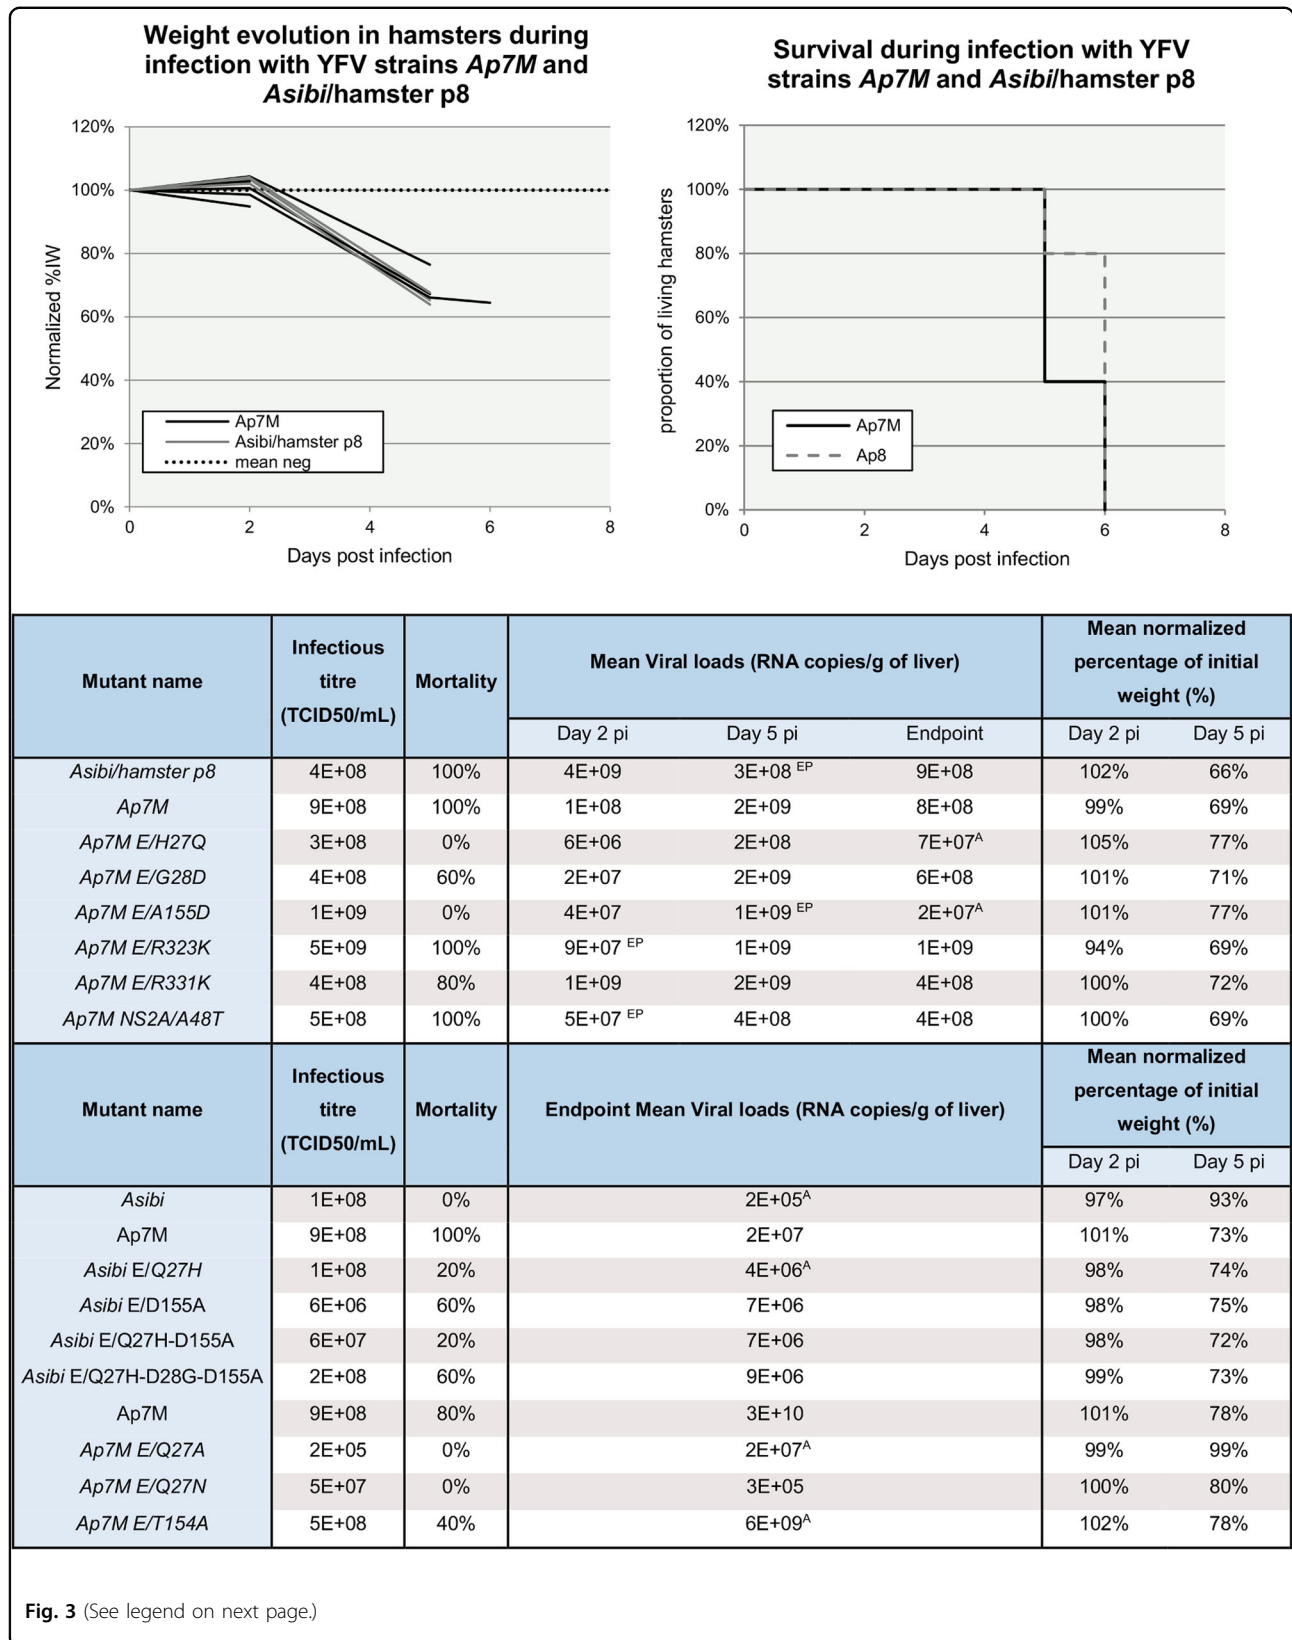 Weight evolution in hamsters during
infection with YFV strains Ap7M and
Asibi/hamster p8
120%
100%
80%
60%
40%
20%
0%
Normalized %IW
Ap7M
Asibi/hamster p8
mean neg
0 2 4 6 8
Days post infection
Survival during infection with YFV
strains Ap7M and Asibi/hamster p8
120%
100%
80%
60%
40%
20%
0%
proportion of living hamsters
Ap7M
Ap8
0 2 4 6 8
Days post infection
Mutant name
Infectious
titre
(TCID50/mL)
Mortality
Mean Viral loads (RNA copies/g of liver)
Mean normalized
percentage of initial
weight (%)
Day 2 pi Day 5 pi Endpoint Day 2 pi Day 5 pi
Asibi/hamster p8 4E+08 100% 4E+09 3E+08 EP 9E+08 102% 66%
Ap7M 9E+08 100% 1E+08 2E+09 8E+08 99% 69%
Ap7M E/H27Q 3E+08 0% 6E+06 2E+08 7E+07A 105% 77%
Ap7M E/G28D 4E+08 60% 2E+07 2E+09 6E+08 101% 71%
Ap7M E/A155D 1E+09 0% 4E+07 1E+09 EP 2E+07A 101% 77%
Ap7M E/R323K 5E+09 100% 9E+07 EP 1E+09 1E+09 94% 69%
Ap7M E/R331K 4E+08 80% 1E+09 2E+09 4E+08 100% 72%
Ap7M NS2A/A48T 5E+08 100% 5E+07 EP 4E+08 4E+08 100% 69%
Mutant name
Infectious
titre
(TCID50/mL)
Mortality
Endpoint Mean Viral loads (RNA copies/g of liver)
Mean normalized
percentage of initial
weight (%)
Day 2 pi Day 5 pi
Asibi 1E+08 0% 2E+05A 97% 93%
Ap7M 9E+08 100% 2E+07 101% 73%
Asibi E/Q27H 1E+08 20% 4E+06A 98% 74%
Asibi E/D155A 6E+06 60% 7E+06 98% 75%
Asibi E/Q27H-D155A 6E+07 20% 7E+06 98% 72%
Asibi E/Q27H-D28G-D155A 2E+08 60% 9E+06 99% 73%
Ap7M 9E+08 80% 3E+10 101% 78%
Ap7M E/Q27A 2E+05 0% 2E+07A 99% 99%
Ap7M E/Q27N 5E+07 0% 3E+05 100% 80%
Ap7M E/T154A 5E+08 40% 6E+09A 102% 78%
Fig. 3 (See legend on next page.)